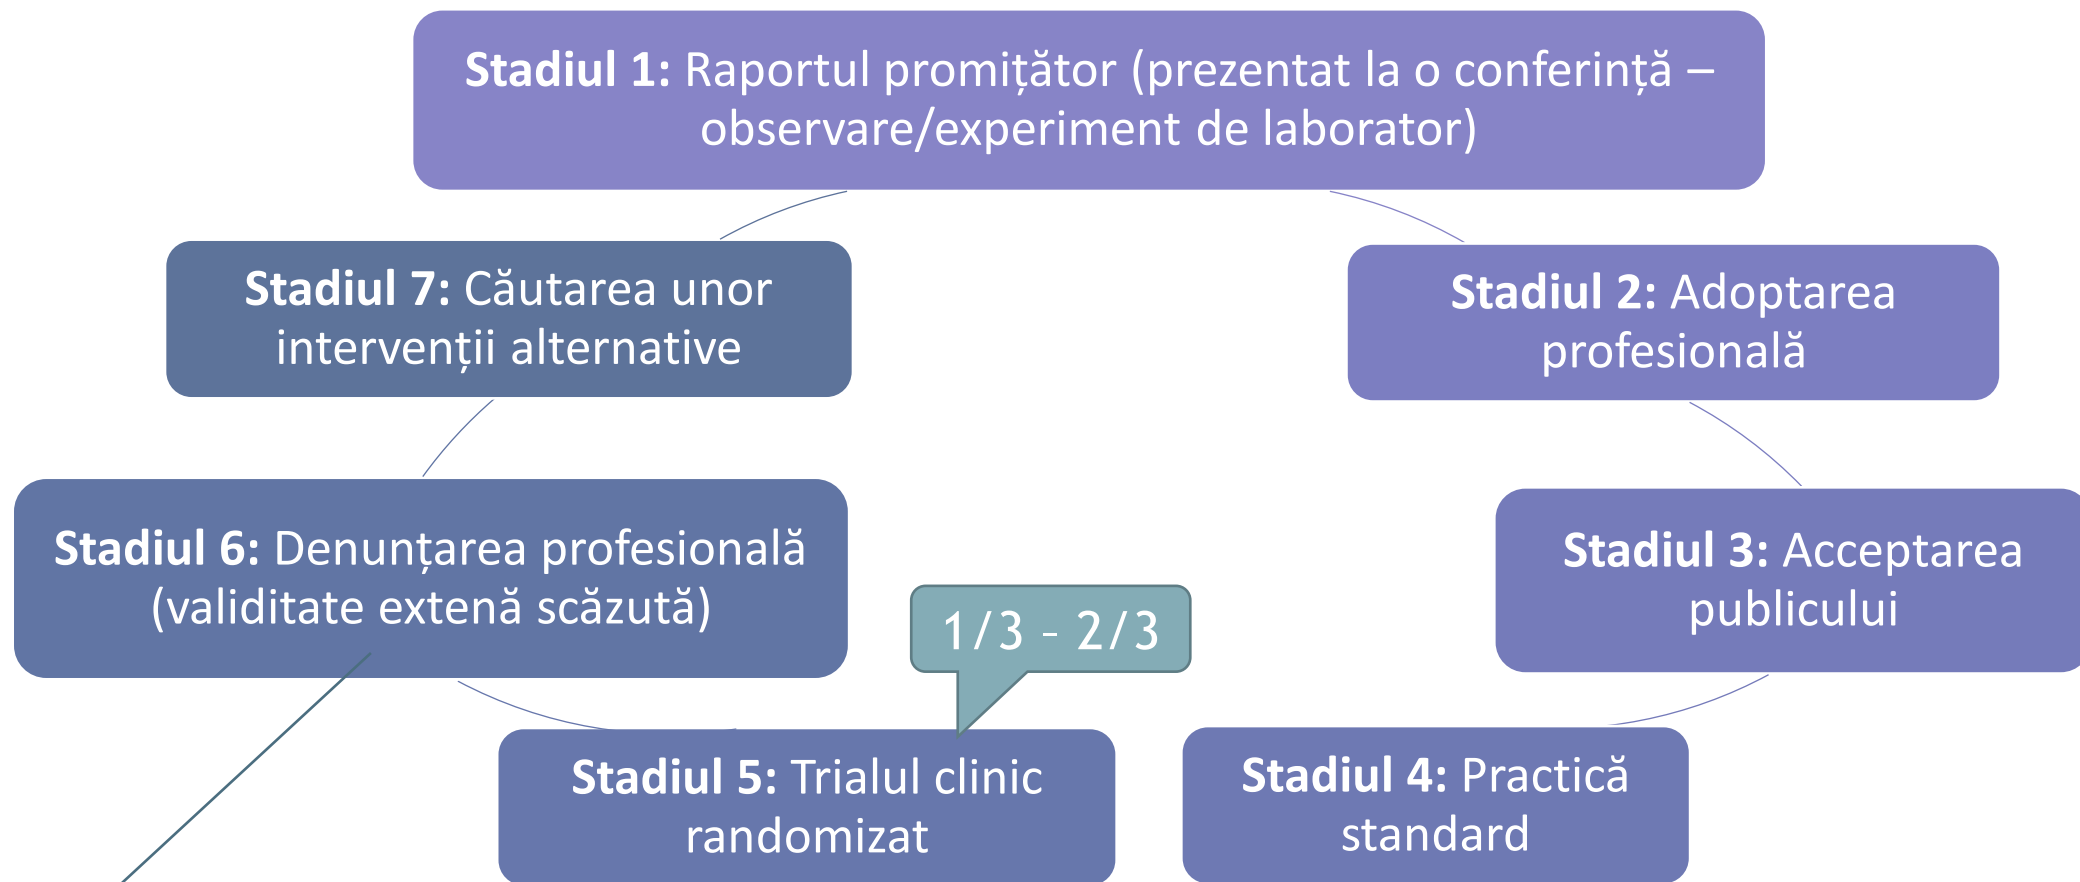 Stadiul 1: Raportul promițător (prezentat la o conferință –
observare/experiment de laborator)
Stadiul 2: Adoptarea
profesională
Stadiul 3: Acceptarea
publicului
Stadiul 4: Practică
standard
1/3 - 2/3
Stadiul 5: Trialul clinic
randomizat
Stadiul 6: Denunțarea profesională
(validitate extenă scăzută)
Stadiul 7: Căutarea unor
intervenții alternative